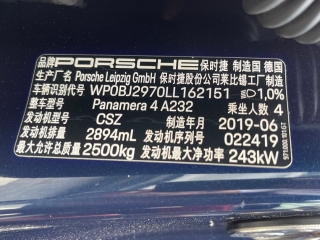 品牌 PORSCHE 保时捷 制造国 德国
生产厂名 Porsche Leipzig GmbH 保时捷股份公司莱比锡工厂制造
车辆识别代号 WP0BJ2970LL162151 1,0%
整车型号 Panamera 4 A232 乘坐人数 4
发动机型号 CSZ 制造年月 2019-06
发动机排量 2894mL 发动机号 022419
最大允许总质量 2500kg 发动机最大净功率 243kW